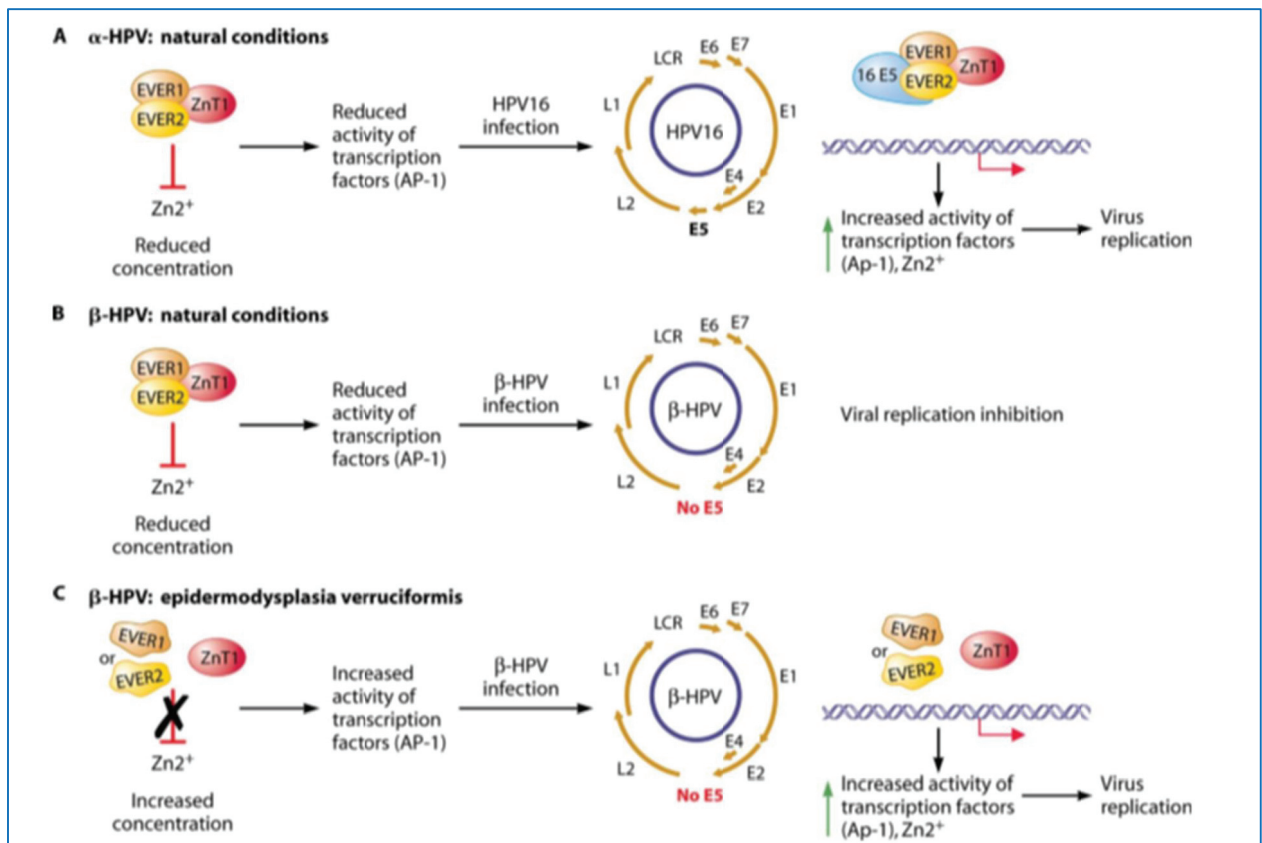 A α-HPV: natural conditions
EVER1
EVER2
ZnT1
Zn2⁺
Reduced
concentration
Reduced
activity of
transcription
factors (AP-1)
HPV16
infection
LCR
E6
E7
L1
HPV16
E1
E4
L2
E2
E5
16 E5
EVER1
EVER2
ZnT1
Increased activity of
transcription factors
(Ap-1), Zn2⁺
Virus
replication
B β-HPV: natural conditions
EVER1
EVER2
ZnT1
Zn2⁺
Reduced
concentration
Reduced
activity of
transcription
factors (AP-1)
β-HPV
infection
LCR
E6
E7
L1
β-HPV
E1
E4
L2
E2
No E5
Viral replication inhibition
C β-HPV: epidermodysplasia verruciformis
EVER1
or
EVER2
ZnT1
Zn2⁺
Increased
concentration
Increased
activity of
transcription
factors (AP-1)
β-HPV
infection
LCR
E6
E7
L1
β-HPV
E1
E4
L2
E2
No E5
EVER1
or
EVER2
ZnT1
Increased activity of
transcription factors
(Ap-1), Zn2⁺
Virus
replication